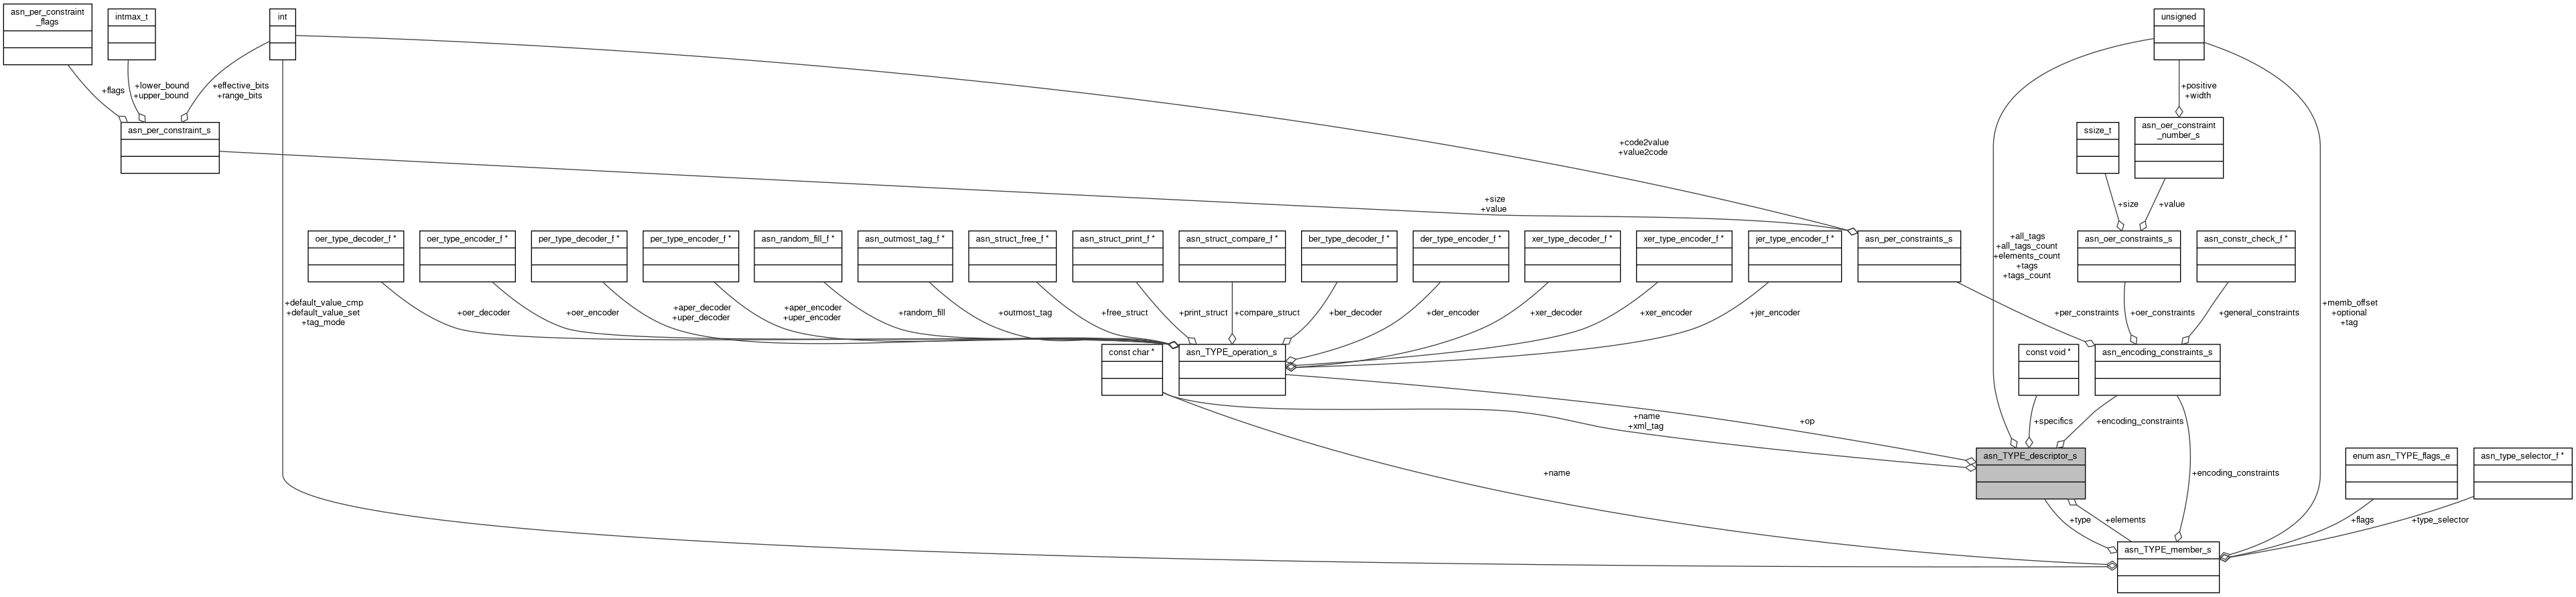 asn_per_constraint
_flags
intmax_t
int
unsigned
+flags
+lower_bound
+upper_bound
+effective_bits
+range_bits
+positive
+width
asn_per_constraint_s
ssize_t
asn_oer_constraint
_number_s
+code2value
+value2code
+size
+value
+size
+value
oer_type_decoder_f *
oer_type_encoder_f *
per_type_decoder_f *
per_type_encoder_f *
asn_random_fill_f *
asn_outmost_tag_f *
asn_struct_free_f *
asn_struct_print_f *
asn_struct_compare_f *
ber_type_decoder_f *
der_type_encoder_f *
xer_type_decoder_f *
xer_type_encoder_f *
jer_type_encoder_f *
asn_per_constraints_s
asn_oer_constraints_s
asn_constr_check_f *
+all_tags
+all_tags_count
+elements_count
+tags
+tags_count
+default_value_cmp
+default_value_set
+tag_mode
+oer_decoder
+oer_encoder
+aper_decoder
+uper_decoder
+aper_encoder
+uper_encoder
+random_fill
+outmost_tag
+free_struct
+print_struct
+compare_struct
+ber_decoder
+der_encoder
+xer_decoder
+xer_encoder
+jer_encoder
+per_constraints
+oer_constraints
+general_constraints
+memb_offset
+optional
+tag
const char *
asn_TYPE_operation_s
const void *
asn_encoding_constraints_s
+name
+xml_tag
+op
+specifics
+encoding_constraints
asn_TYPE_descriptor_s
enum asn_TYPE_flags_e
asn_type_selector_f *
+name
+encoding_constraints
+type
+elements
+flags
+type_selector
asn_TYPE_member_s